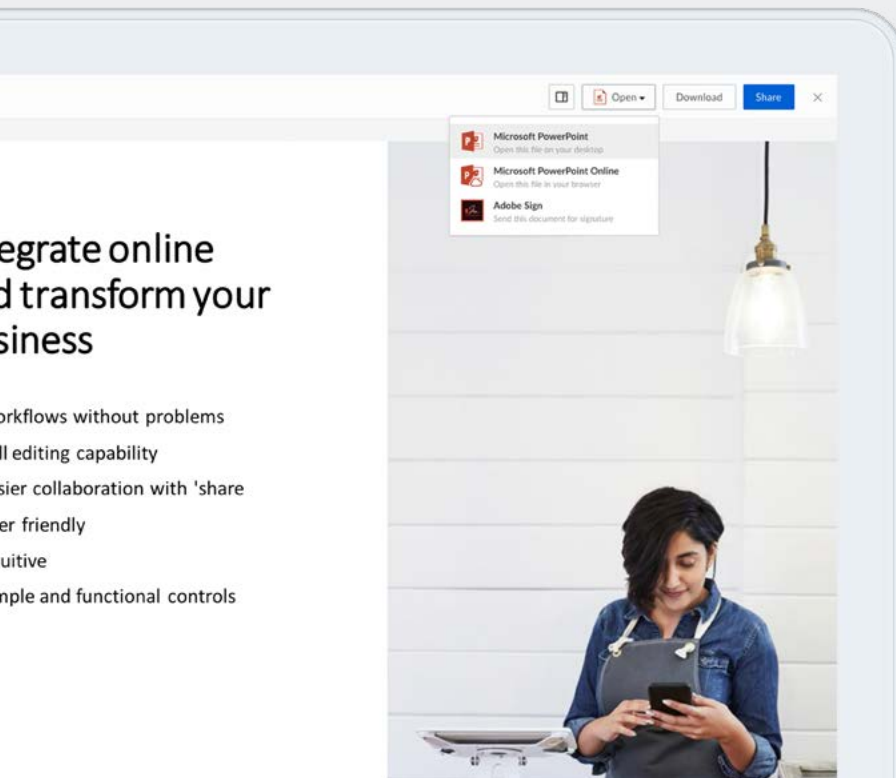 Open
Download
Share
Microsoft PowerPoint
Open this file on your desktop
Microsoft PowerPoint Online
Open this file in your browser
Adobe Sign
Send this document for signature
egrate online
d transform your
siness
orkflows without problems
ll editing capability
sier collaboration with 'share
er friendly
uitive
mple and functional controls